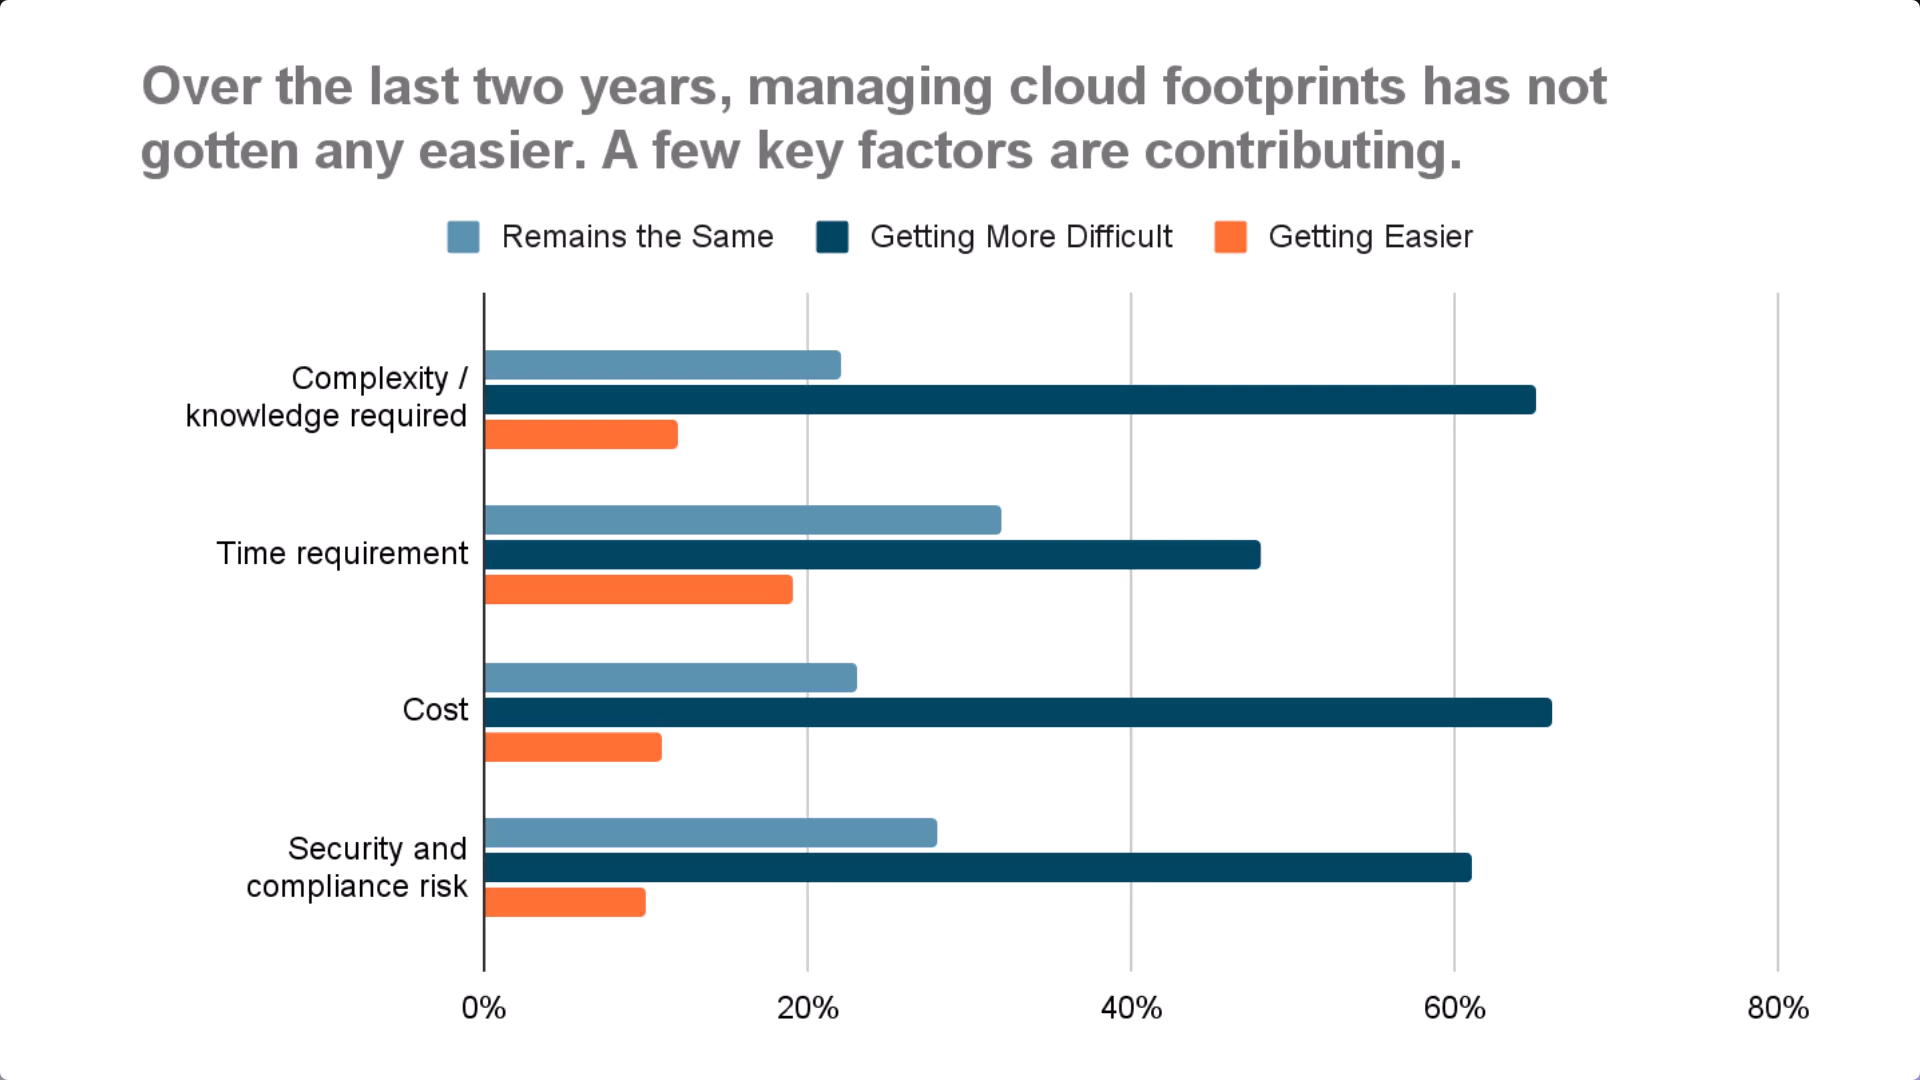 Over the last two years, managing cloud footprints has not
gotten any easier. A few key factors are contributing.
Remains the Same
Getting More Difficult
Getting Easier
Complexity /
knowledge required
Time requirement
Cost
Security and
compliance risk
0%
20%
40%
60%
80%